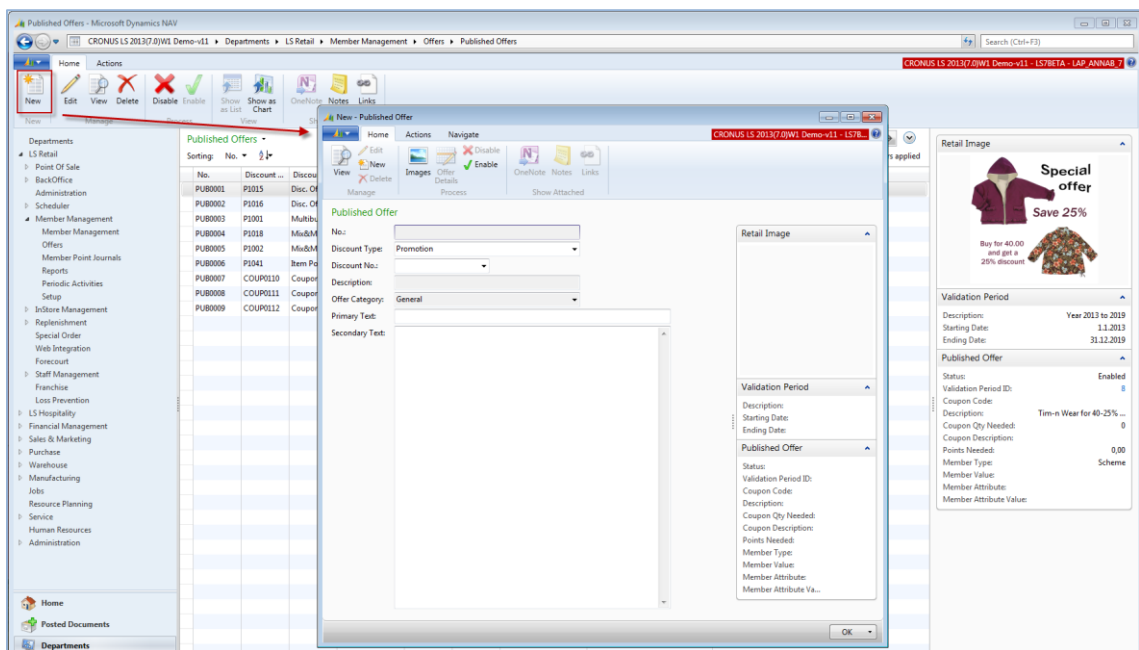 Published Offers - Microsoft Dynamics NAV
CRONUS LS 2013(7.0)W1 Demo-v11 Departments LS Retail Member Management Offers Published Offers
Search (Ctrl+F3)
Home Actions
CRONUS LS 2013(7.0)W1 Demo-v11 - LS7BETA - LAP_ANNAB_7
New Edit View Delete Disable Enable Show as List Show as Chart OneNote Notes Links
New Manage View
Departments
LS Retail
Point Of Sale
BackOffice
Administration
Scheduler
Member Management
Member Management
Offers
Member Point Journals
Reports
Periodic Activities
Setup
InStore Management
Replenishment
Special Order
Web Integration
Forecourt
Staff Management
Franchise
Loss Prevention
LS Hospitality
Financial Management
Sales & Marketing
Purchase
Warehouse
Manufacturing
Jobs
Resource Planning
Service
Human Resources
Administration
Home
Posted Documents
Departments
Published Offers
Sorting: No.
s applied
No. Discount ... Discou
PUB0001 P1015 Disc. Of
PUB0002 P1016 Disc. Of
PUB0003 P1001 Multibu
PUB0004 P1018 Mix&M
PUB0005 P1002 Mix&M
PUB0006 P1041 Item Po
PUB0007 COUP0110 Coupor
PUB0008 COUP0111 Coupor
PUB0009 COUP0112 Coupor
New - Published Offer
Home Actions Navigate
CRONUS LS 2013(7.0)W1 Demo-v11 - LS7B...
View Edit New Delete Images Offer Details Disable Enable OneNote Notes Links
Manage Process Show Attached
Published Offer
No.:
Discount Type: Promotion
Discount No.:
Description:
Offer Category: General
Primary Text:
Secondary Text:
Retail Image
Validation Period
Description:
Starting Date:
Ending Date:
Published Offer
Status:
Validation Period ID:
Coupon Code:
Description:
Coupon Qty Needed:
Coupon Description:
Points Needed:
Member Type:
Member Value:
Member Attribute:
Member Attribute Va...
OK
Retail Image
Special
offer
Save 25%
Buy for 40.00
and get a
25% discount
Validation Period
Description: Year 2013 to 2019
Starting Date: 1.1.2013
Ending Date: 31.12.2019
Published Offer
Status: Enabled
Validation Period ID: 8
Coupon Code:
Description: Tim-n Wear for 40-25% ...
Coupon Qty Needed: 0
Coupon Description:
Points Needed: 0,00
Member Type: Scheme
Member Value:
Member Attribute:
Member Attribute Value: